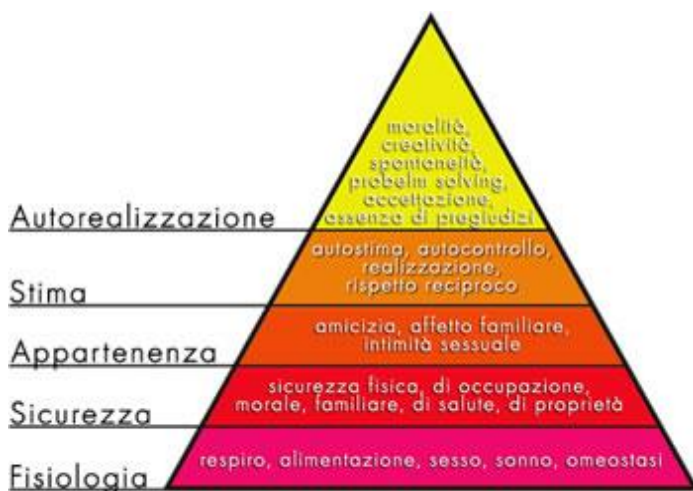 moralità,
creatività,
spontaneità,
probelm solving,
accettazione,
assenza di pregiudizi
Autorealizzazione
autostima, autocontrollo,
realizzazione,
rispetto reciproco
Stima
amicizia, affetto familiare,
intimità sessuale
Appartenenza
sicurezza fisica, di occupazione,
morale, familiare, di salute, di proprietà
Sicurezza
respiro, alimentazione, sesso, sonno, omeostasi
Fisiologia